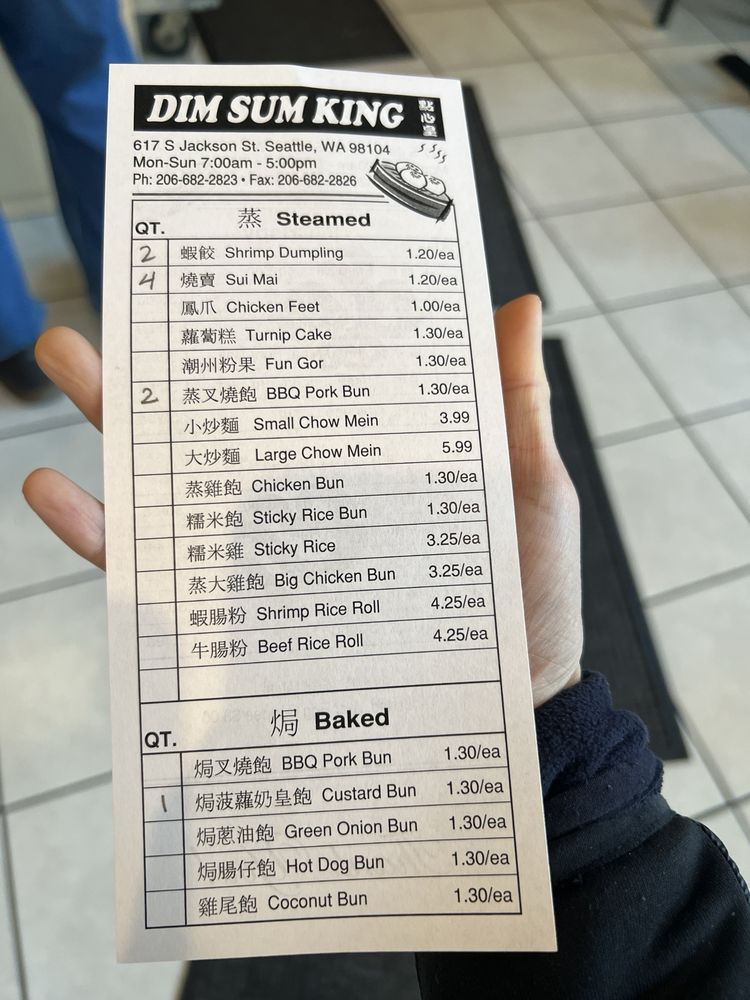 DIM SUM KING 點心皇
617 S Jackson St. Seattle, WA 98104
Mon-Sun 7:00am - 5:00pm
Ph: 206-682-2823 • Fax: 206-682-2826
QT. 蒸 Steamed
2 蝦餃 Shrimp Dumpling 1.20/ea
4 燒賣 Sui Mai 1.20/ea
鳳爪 Chicken Feet 1.00/ea
蘿蔔糕 Turnip Cake 1.30/ea
潮州粉果 Fun Gor 1.30/ea
2 蒸叉燒飽 BBQ Pork Bun 1.30/ea
小炒麵 Small Chow Mein 3.99
大炒麵 Large Chow Mein 5.99
蒸雞飽 Chicken Bun 1.30/ea
糯米飽 Sticky Rice Bun 1.30/ea
糯米雞 Sticky Rice 3.25/ea
蒸大雞飽 Big Chicken Bun 3.25/ea
蝦腸粉 Shrimp Rice Roll 4.25/ea
牛腸粉 Beef Rice Roll 4.25/ea
QT. 焗 Baked
焗叉燒飽 BBQ Pork Bun 1.30/ea
1 焗菠蘿奶皇飽 Custard Bun 1.30/ea
焗蔥油飽 Green Onion Bun 1.30/ea
焗腸仔飽 Hot Dog Bun 1.30/ea
雞尾飽 Coconut Bun 1.30/ea